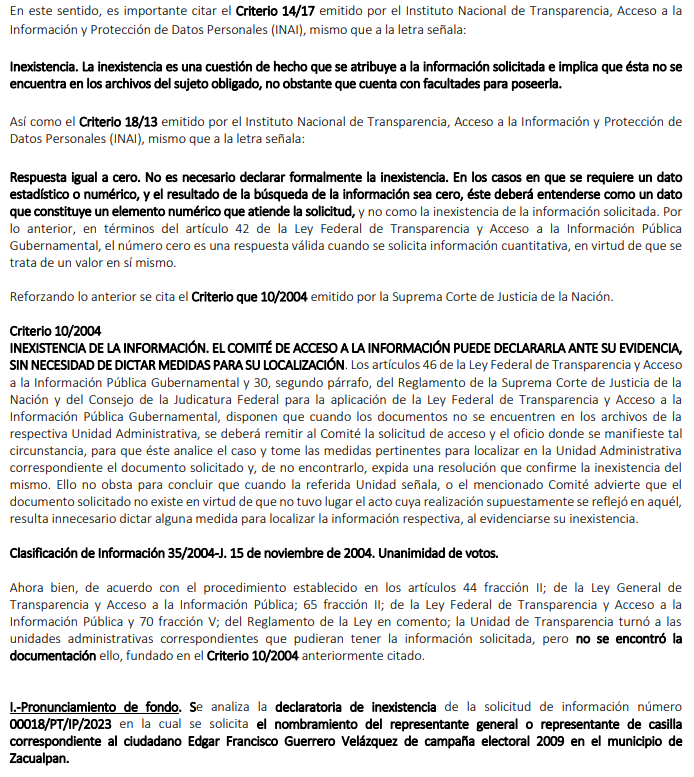 En este sentido, es importante citar el Criterio 14/17 emitido por el Instituto Nacional de Transparencia, Acceso a la
Información y Protección de Datos Personales (INAI), mismo que a la letra señala:
Inexistencia. La inexistencia es una cuestión de hecho que se atribuye a la información solicitada e implica que ésta no se
encuentra en los archivos del sujeto obligado, no obstante que cuenta con facultades para poseerla.
Así como el Criterio 18/13 emitido por el Instituto Nacional de Transparencia, Acceso a la Información y Protección de
Datos Personales (INAI), mismo que a la letra señala:
Respuesta igual a cero. No es necesario declarar formalmente la inexistencia. En los casos en que se requiere un dato
estadístico o numérico, y el resultado de la búsqueda de la información sea cero, éste deberá entenderse como un dato
que constituye un elemento numérico que atiende la solicitud, y no como la inexistencia de la información solicitada. Por
lo anterior, en términos del artículo 42 de la Ley Federal de Transparencia y Acceso a la Información Pública
Gubernamental, el número cero es una respuesta válida cuando se solicita información cuantitativa, en virtud de que se
trata de un valor en sí mismo.
Reforzando lo anterior se cita el Criterio que 10/2004 emitido por la Suprema Corte de Justicia de la Nación.
Criterio 10/2004
INEXISTENCIA DE LA INFORMACIÓN. EL COMITÉ DE ACCESO A LA INFORMACIÓN PUEDE DECLARARLA ANTE SU EVIDENCIA,
SIN NECESIDAD DE DICTAR MEDIDAS PARA SU LOCALIZACIÓN. Los artículos 46 de la Ley Federal de Transparencia y Acceso
a la Información Pública Gubernamental y 30, segundo párrafo, del Reglamento de la Suprema Corte de Justicia de la
Nación y del Consejo de la Judicatura Federal para la aplicación de la Ley Federal de Transparencia y Acceso a la
Información Pública Gubernamental, disponen que cuando los documentos no se encuentren en los archivos de la
respectiva Unidad Administrativa, se deberá remitir al Comité la solicitud de acceso y el oficio donde se manifieste tal
circunstancia, para que éste analice el caso y tome las medidas pertinentes para localizar en la Unidad Administrativa
correspondiente el documento solicitado y, de no encontrarlo, expida una resolución que confirme la inexistencia del
mismo. Ello no obsta para concluir que cuando la referida Unidad señala, o el mencionado Comité advierte que el
documento solicitado no existe en virtud de que no tuvo lugar el acto cuya realización supuestamente se reflejó en aquél,
resulta innecesario dictar alguna medida para localizar la información respectiva, al evidenciarse su inexistencia.
Clasificación de Información 35/2004-J. 15 de noviembre de 2004. Unanimidad de votos.
Ahora bien, de acuerdo con el procedimiento establecido en los artículos 44 fracción II; de la Ley General de
Transparencia y Acceso a la Información Pública; 65 fracción II; de la Ley Federal de Transparencia y Acceso a la
Información Pública y 70 fracción V; del Reglamento de la Ley en comento; la Unidad de Transparencia turnó a las
unidades administrativas correspondientes que pudieran tener la información solicitada, pero no se encontró la
documentación ello, fundado en el Criterio 10/2004 anteriormente citado.
I.-Pronunciamiento de fondo. Se analiza la declaratoria de inexistencia de la solicitud de información número
00018/PT/IP/2023 en la cual se solicita el nombramiento del representante general o representante de casilla
correspondiente al ciudadano Edgar Francisco Guerrero Velázquez de campaña electoral 2009 en el municipio de
Zacualpan.